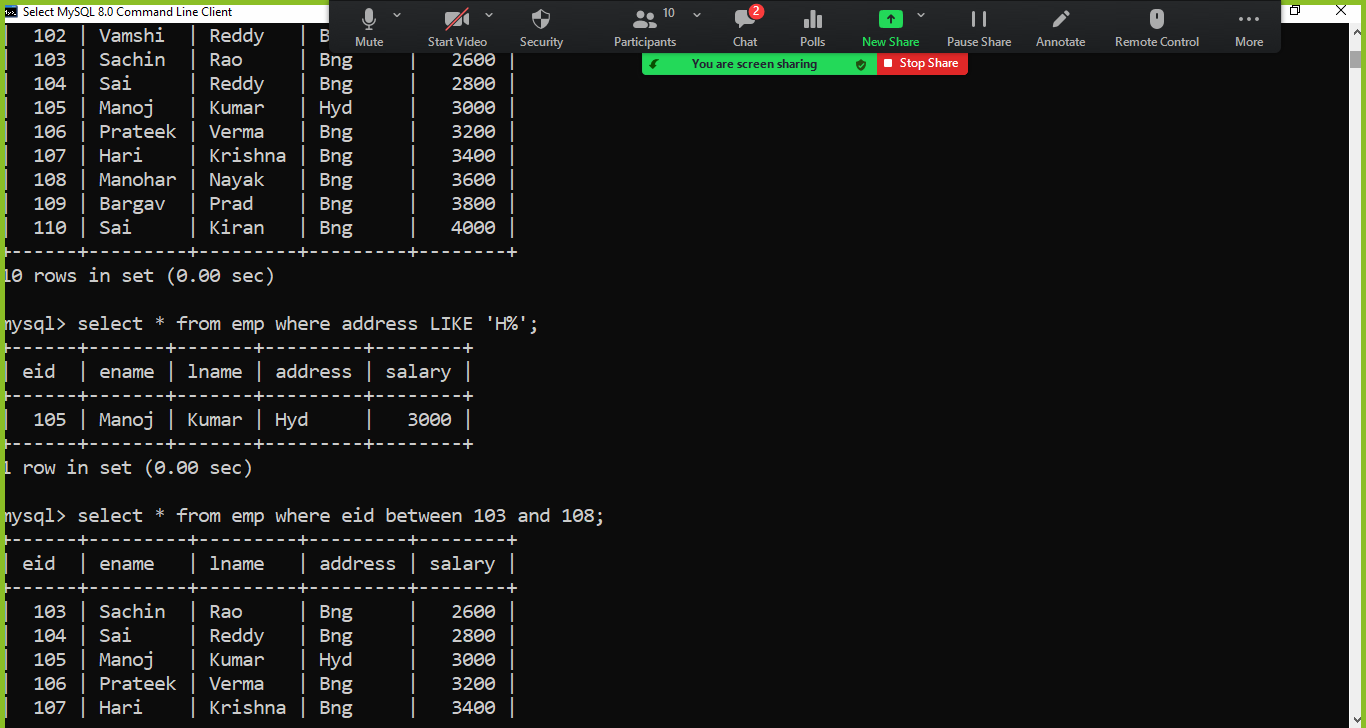 Select MySQL 8.0 Command Line Client
10
2
Mute Start Video Security Participants Chat Polls New Share Pause Share Annotate Remote Control More
You are screen sharing Stop Share
| 102 | Vamshi | Reddy | B
| 103 | Sachin | Rao | Bng | 2600 |
| 104 | Sai | Reddy | Bng | 2800 |
| 105 | Manoj | Kumar | Hyd | 3000 |
| 106 | Prateek | Verma | Bng | 3200 |
| 107 | Hari | Krishna | Bng | 3400 |
| 108 | Manohar | Nayak | Bng | 3600 |
| 109 | Bargav | Prad | Bng | 3800 |
| 110 | Sai | Kiran | Bng | 4000 |
+------+---------+---------+---------+--------+
10 rows in set (0.00 sec)
mysql> select * from emp where address LIKE 'H%';
+------+-------+-------+---------+--------+
| eid | ename | lname | address | salary |
+------+-------+-------+---------+--------+
| 105 | Manoj | Kumar | Hyd | 3000 |
+------+-------+-------+---------+--------+
1 row in set (0.00 sec)
mysql> select * from emp where eid between 103 and 108;
+------+---------+---------+---------+--------+
| eid | ename | lname | address | salary |
+------+---------+---------+---------+--------+
| 103 | Sachin | Rao | Bng | 2600 |
| 104 | Sai | Reddy | Bng | 2800 |
| 105 | Manoj | Kumar | Hyd | 3000 |
| 106 | Prateek | Verma | Bng | 3200 |
| 107 | Hari | Krishna | Bng | 3400 |